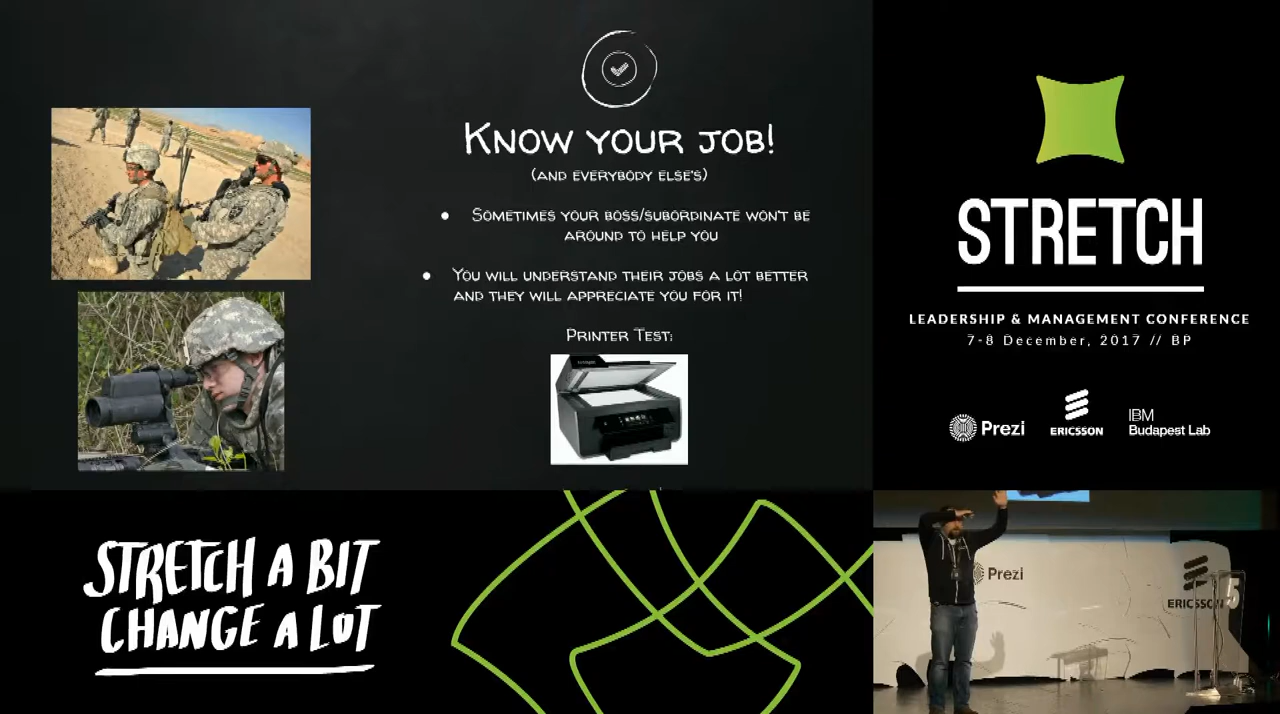 KNOW YOUR JOB!
(AND EVERYBODY ELSE'S)
● SOMETIMES YOUR BOSS/SUBORDINATE WON'T BE
AROUND TO HELP YOU
● YOU WILL UNDERSTAND THEIR JOBS A LOT BETTER
AND THEY WILL APPRECIATE YOU FOR IT!
PRINTER TEST:
STRETCH
LEADERSHIP & MANAGEMENT CONFERENCE
7-8 December, 2017 // BP
Prezi
ERICSSON
IBM
Budapest Lab
STRETCH A BIT
CHANGE A LOT
Prezi
ERICSSON